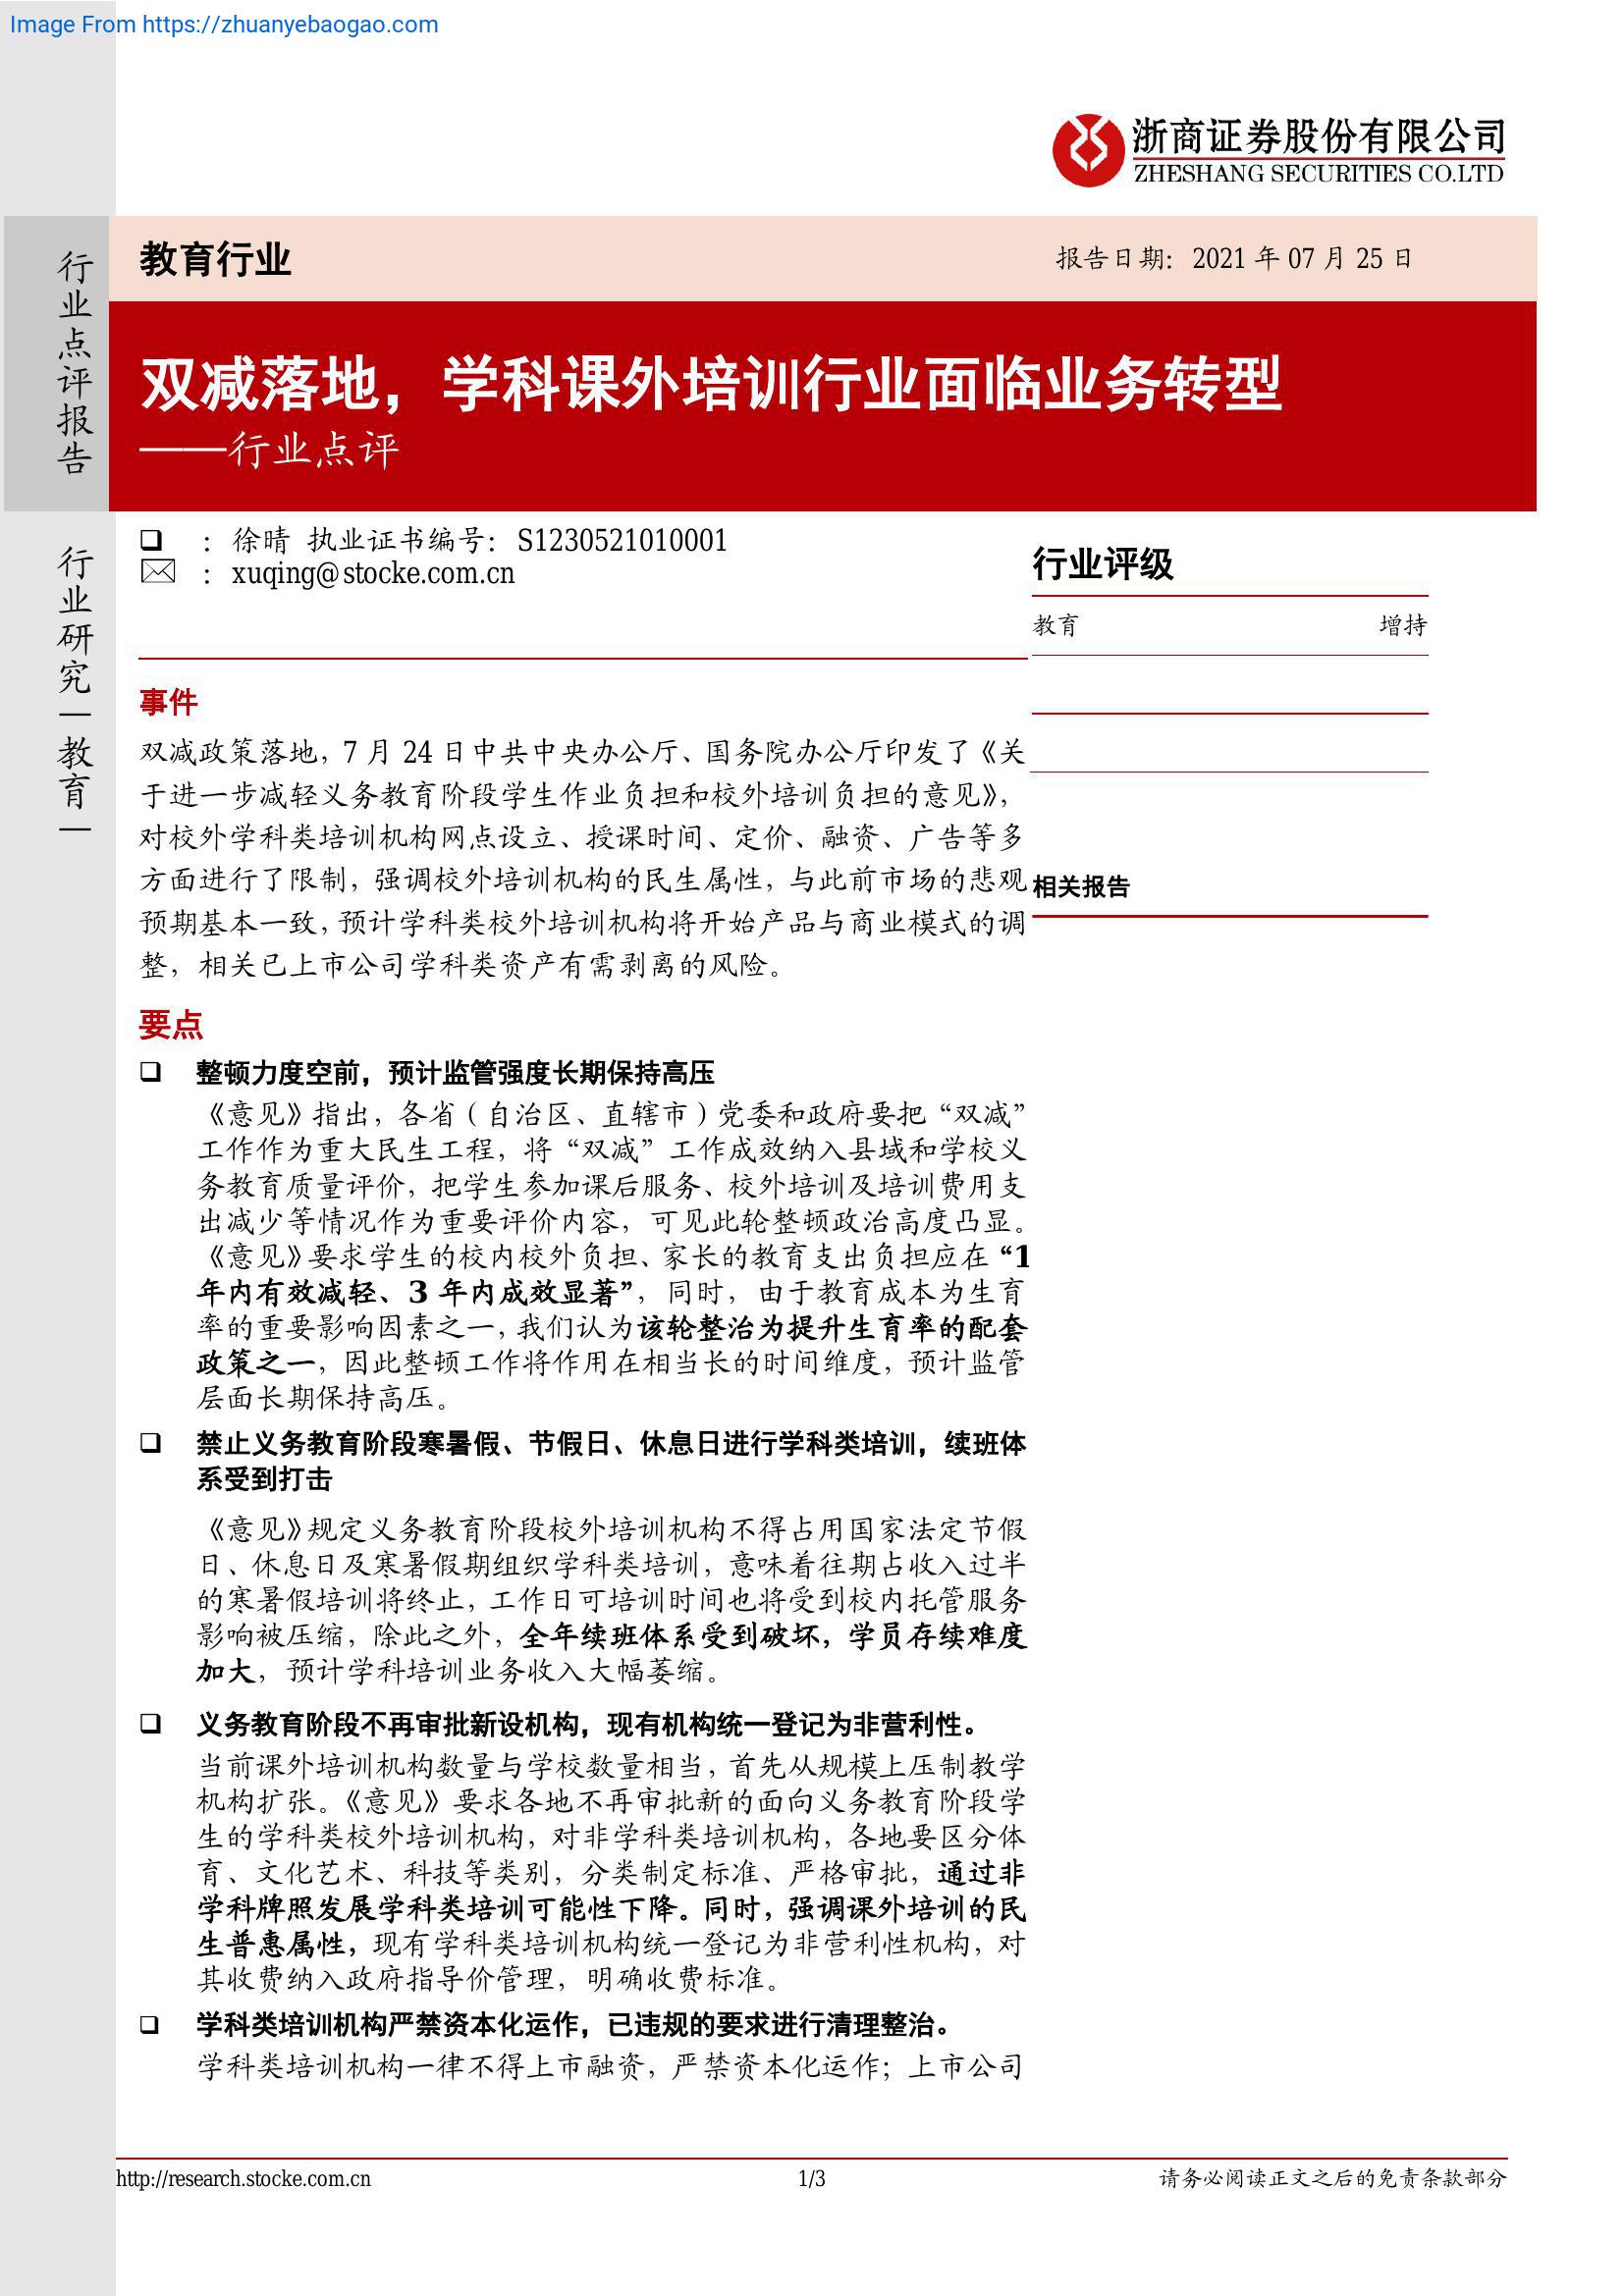 Image From https://zhuanyebaogao.com
浙商证券股份有限公司
ZHESHANG SECURITIES CO.LTD
行业点评报告
行业研究—教育—
教育行业
报告日期：2021 年 07 月 25 日
双减落地，学科课外培训行业面临业务转型
——行业点评
： 徐晴 执业证书编号：S1230521010001
： xuqing@stocke.com.cn
行业评级
教育 增持
相关报告
事件
双减政策落地，7 月 24 日中共中央办公厅、国务院办公厅印发了《关
于进一步减轻义务教育阶段学生作业负担和校外培训负担的意见》，
对校外学科类培训机构网点设立、授课时间、定价、融资、广告等多
方面进行了限制，强调校外培训机构的民生属性，与此前市场的悲观
预期基本一致，预计学科类校外培训机构将开始产品与商业模式的调
整，相关已上市公司学科类资产有需剥离的风险。
要点
❑ 整顿力度空前，预计监管强度长期保持高压
《意见》指出，各省（自治区、直辖市）党委和政府要把“双减”
工作作为重大民生工程，将“双减”工作成效纳入县域和学校义
务教育质量评价，把学生参加课后服务、校外培训及培训费用支
出减少等情况作为重要评价内容，可见此轮整顿政治高度凸显。
《意见》要求学生的校内校外负担、家长的教育支出负担应在“1
年内有效减轻、3 年内成效显著”，同时，由于教育成本为生育
率的重要影响因素之一，我们认为该轮整治为提升生育率的配套
政策之一，因此整顿工作将作用在相当长的时间维度，预计监管
层面长期保持高压。
❑ 禁止义务教育阶段寒暑假、节假日、休息日进行学科类培训，续班体
系受到打击
《意见》规定义务教育阶段校外培训机构不得占用国家法定节假
日、休息日及寒暑假期组织学科类培训，意味着往期占收入过半
的寒暑假培训将终止，工作日可培训时间也将受到校内托管服务
影响被压缩，除此之外，全年续班体系受到破坏，学员存续难度
加大，预计学科培训业务收入大幅萎缩。
❑ 义务教育阶段不再审批新设机构，现有机构统一登记为非营利性。
当前课外培训机构数量与学校数量相当，首先从规模上压制教学
机构扩张。《意见》要求各地不再审批新的面向义务教育阶段学
生的学科类校外培训机构，对非学科类培训机构，各地要区分体
育、文化艺术、科技等类别，分类制定标准、严格审批，通过非
学科牌照发展学科类培训可能性下降。同时，强调课外培训的民
生普惠属性，现有学科类培训机构统一登记为非营利性机构，对
其收费纳入政府指导价管理，明确收费标准。
❑ 学科类培训机构严禁资本化运作，已违规的要求进行清理整治。
学科类培训机构一律不得上市融资，严禁资本化运作；上市公司
http://research.stocke.com.cn 1/3 请务必阅读正文之后的免责条款部分